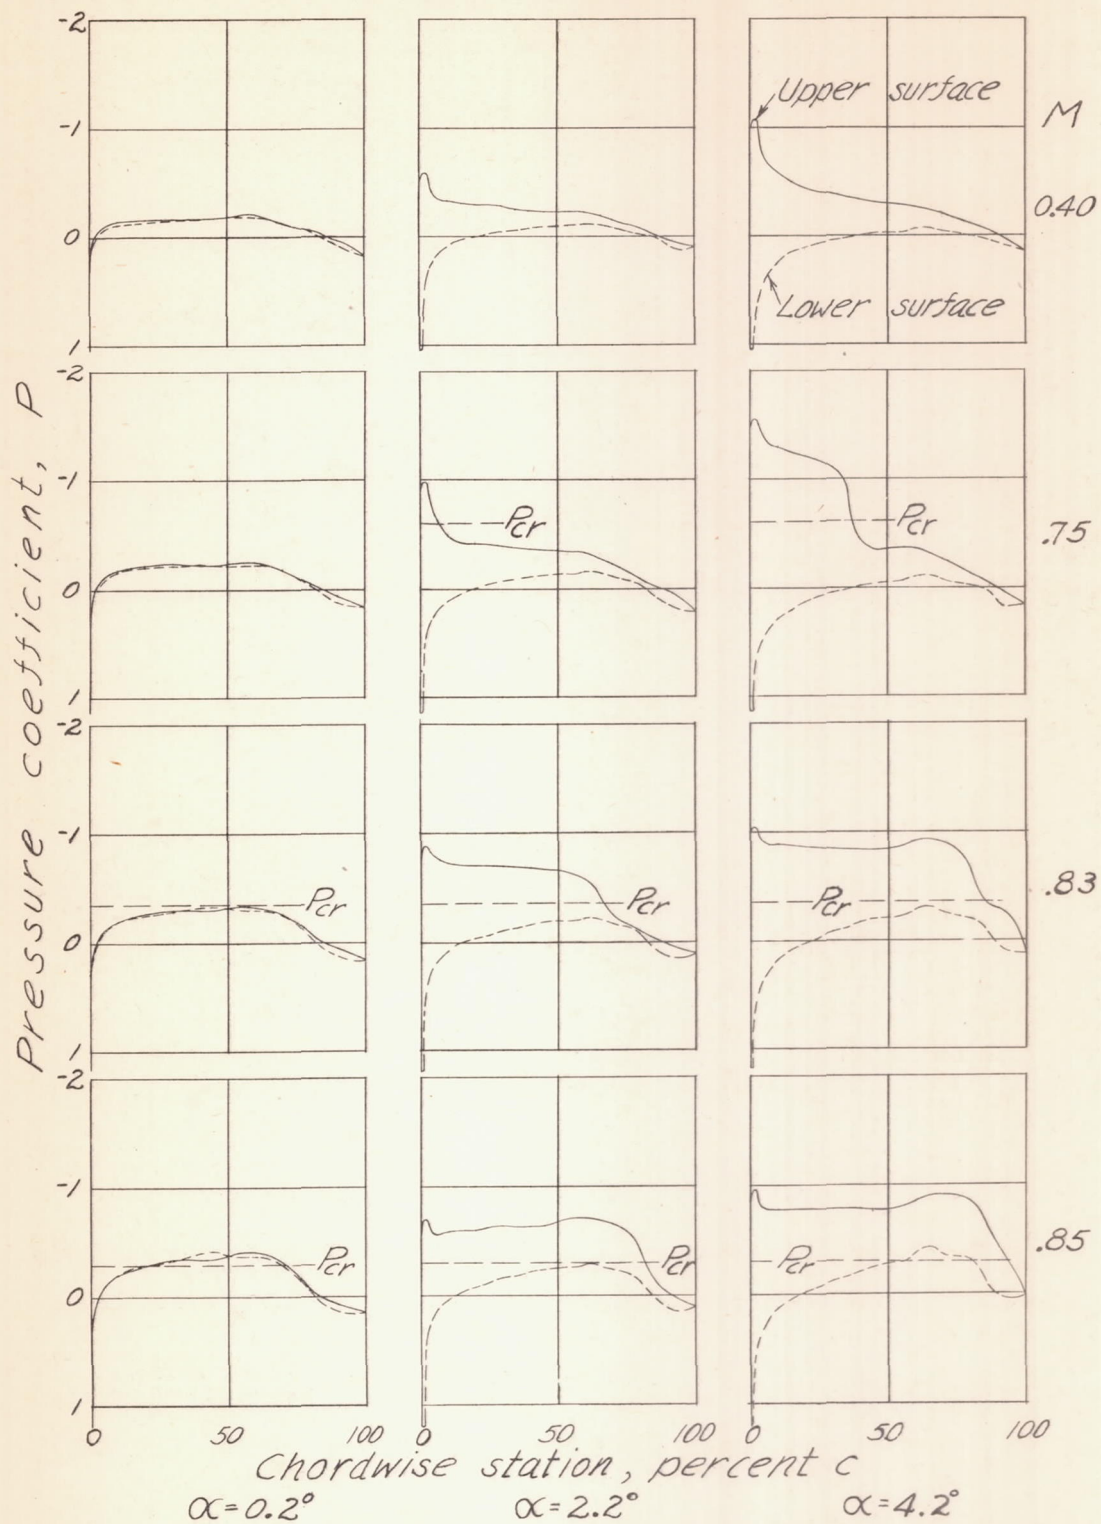 -2
-1
0
1
Upper surface
Lower surface
M
0.40
-2
-1
0
1
Pcr
Pcr
.75
-2
-1
0
1
Pcr
Pcr
Pcr
.83
-2
-1
0
1
Pcr
Pcr
Pcr
.85
Pressure coefficient, P
0 50 100 0 50 100 0 50 100
Chordwise station, percent c
α=0.2° α=2.2° α=4.2°